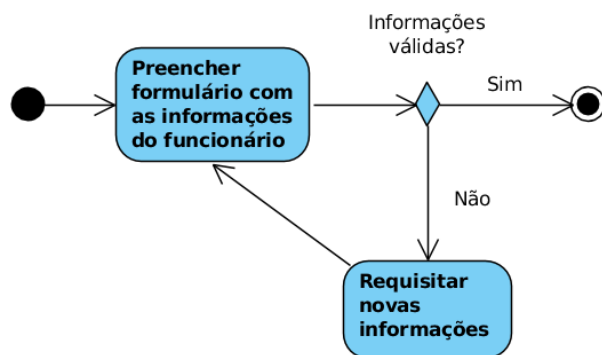 Informações
válidas?
Preencher
formulário com
as informações
do funcionário
Sim
Não
Requisitar
novas
informações